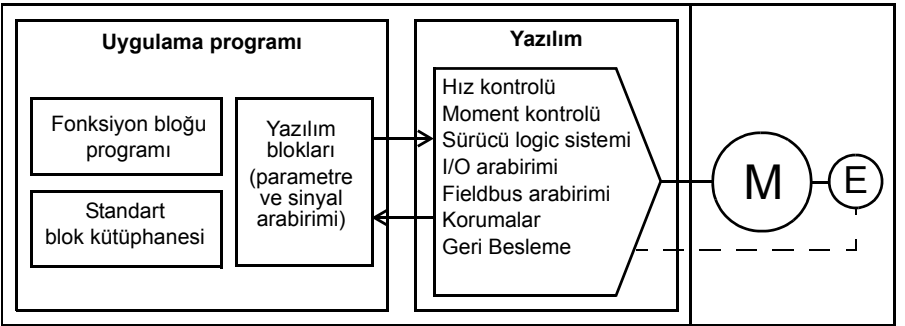 Uygulama programı
Fonksiyon bloğu
programı
Standart
blok kütüphanesi
Yazılım
blokları
(parametre
ve sinyal
arabirimi)
Yazılım
Hız kontrolü
Moment kontrolü
Sürücü logic sistemi
I/O arabirimi
Fieldbus arabirimi
Korumalar
Geri Besleme
M
E